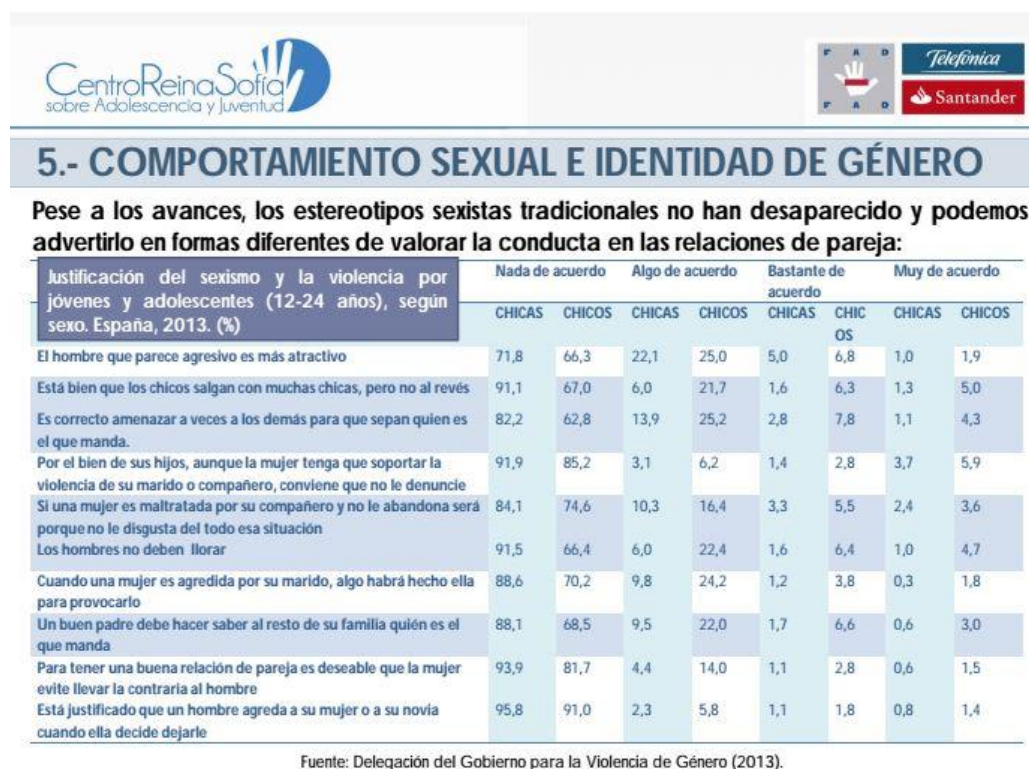 CentroReinaSofía
sobre Adolescencia y Juventud
F A D
F A D
Telefónica
Santander
5.- COMPORTAMIENTO SEXUAL E IDENTIDAD DE GÉNERO
Pese a los avances, los estereotipos sexistas tradicionales no han desaparecido y podemos
advertirlo en formas diferentes de valorar la conducta en las relaciones de pareja:
Justificación del sexismo y la violencia por
jóvenes y adolescentes (12-24 años), según
sexo. España, 2013. (%)
Nada de acuerdo Algo de acuerdo Bastante de Muy de acuerdo
acuerdo
CHICAS CHICOS CHICAS CHICOS CHICAS CHIC CHICAS CHICOS
OS
El hombre que parece agresivo es más atractivo 71,8 66,3 22,1 25,0 5,0 6,8 1,0 1,9
Está bien que los chicos salgan con muchas chicas, pero no al revés 91,1 67,0 6,0 21,7 1,6 6,3 1,3 5,0
Es correcto amenazar a veces a los demás para que sepan quien es 82,2 62,8 13,9 25,2 2,8 7,8 1,1 4,3
el que manda.
Por el bien de sus hijos, aunque la mujer tenga que soportar la 91,9 85,2 3,1 6,2 1,4 2,8 3,7 5,9
violencia de su marido o compañero, conviene que no le denuncie
Si una mujer es maltratada por su compañero y no le abandona será 84,1 74,6 10,3 16,4 3,3 5,5 2,4 3,6
porque no le disgusta del todo esa situación
Los hombres no deben llorar 91,5 66,4 6,0 22,4 1,6 6,4 1,0 4,7
Cuando una mujer es agredida por su marido, algo habrá hecho ella 88,6 70,2 9,8 24,2 1,2 3,8 0,3 1,8
para provocarlo
Un buen padre debe hacer saber al resto de su familia quién es el 88,1 68,5 9,5 22,0 1,7 6,6 0,6 3,0
que manda
Para tener una buena relación de pareja es deseable que la mujer 93,9 81,7 4,4 14,0 1,1 2,8 0,6 1,5
evite llevar la contraria al hombre
Está justificado que un hombre agreda a su mujer o a su novia 95,8 91,0 2,3 5,8 1,1 1,8 0,8 1,4
cuando ella decide dejarle
Fuente: Delegación del Gobierno para la Violencia de Género (2013).